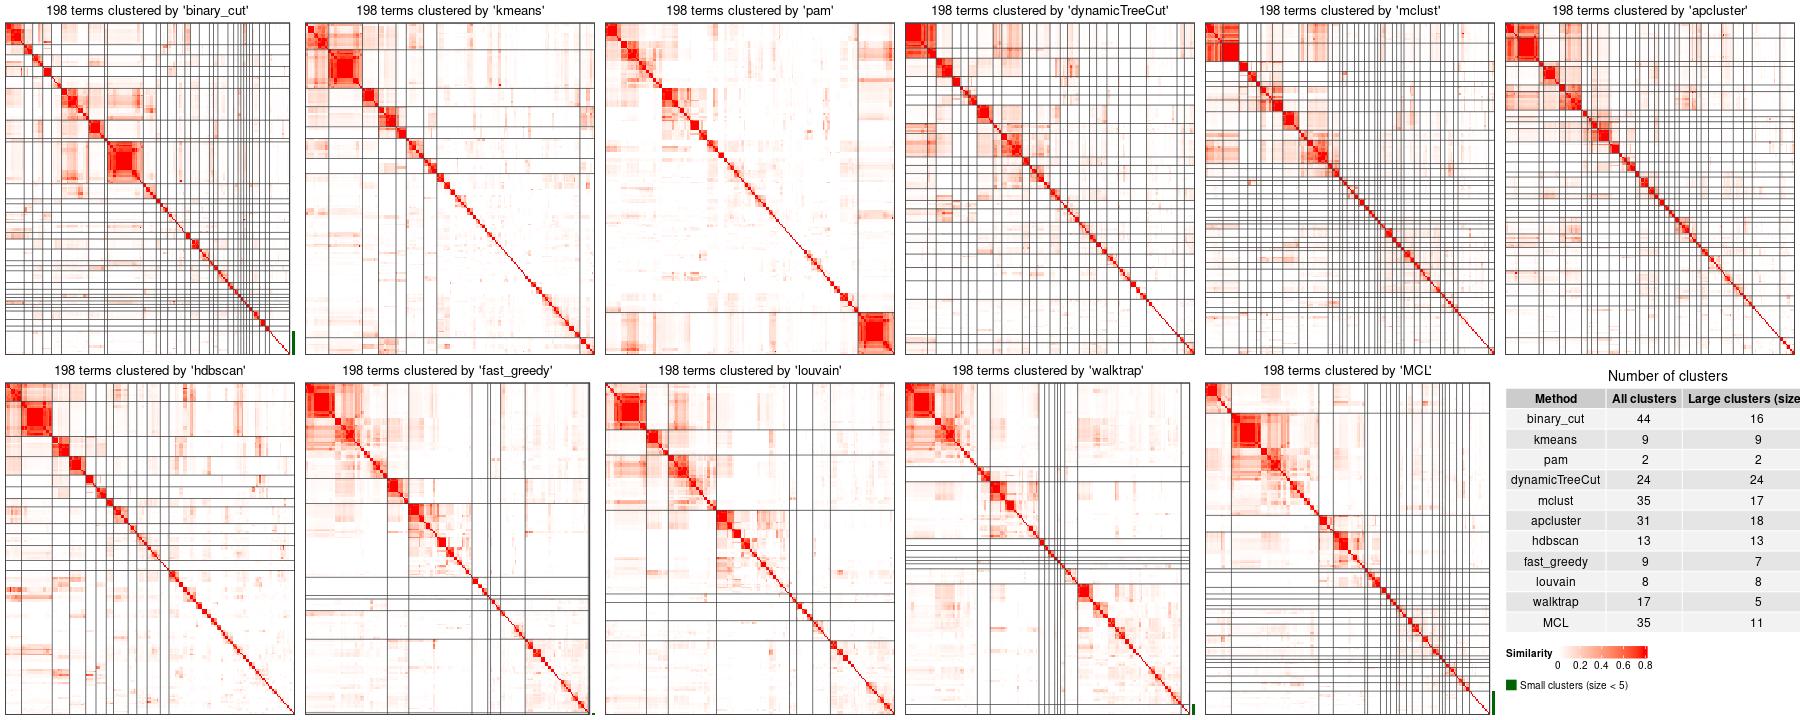 198 terms clustered by 'binary_cut'
198 terms clustered by 'kmeans'
198 terms clustered by 'pam'
198 terms clustered by 'dynamicTreeCut'
198 terms clustered by 'mclust'
198 terms clustered by 'apcluster'
198 terms clustered by 'hdbscan'
198 terms clustered by 'fast_greedy'
198 terms clustered by 'louvain'
198 terms clustered by 'walktrap'
198 terms clustered by 'MCL'
Number of clusters
Method All clusters Large clusters (size
binary_cut 44 16
kmeans 9 9
pam 2 2
dynamicTreeCut 24 24
mclust 35 17
apcluster 31 18
hdbscan 13 13
fast_greedy 9 7
louvain 8 8
walktrap 17 5
MCL 35 11
Similarity
0 0.2 0.4 0.6 0.8
Small clusters (size < 5)